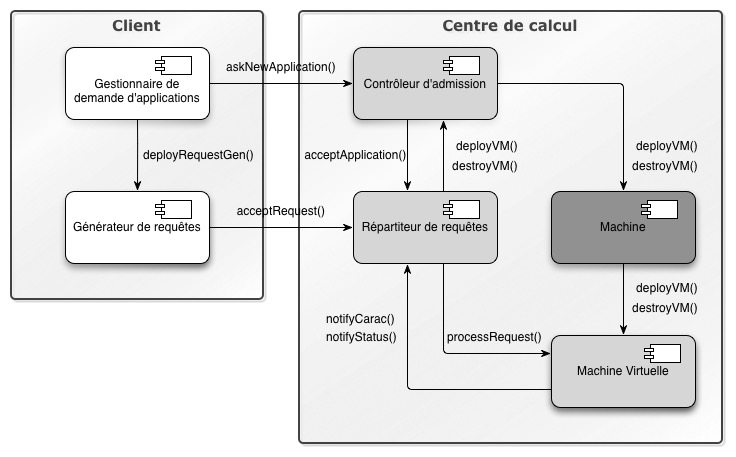 Client
Centre de calcul
Gestionnaire de
demande d'applications
askNewApplication()
Contrôleur d'admission
deployRequestGen()
acceptApplication()
deployVM()
destroyVM()
deployVM()
destroyVM()
Générateur de requêtes
acceptRequest()
Répartiteur de requêtes
Machine
deployVM()
destroyVM()
notifyCarac()
notifyStatus()
processRequest()
Machine Virtuelle